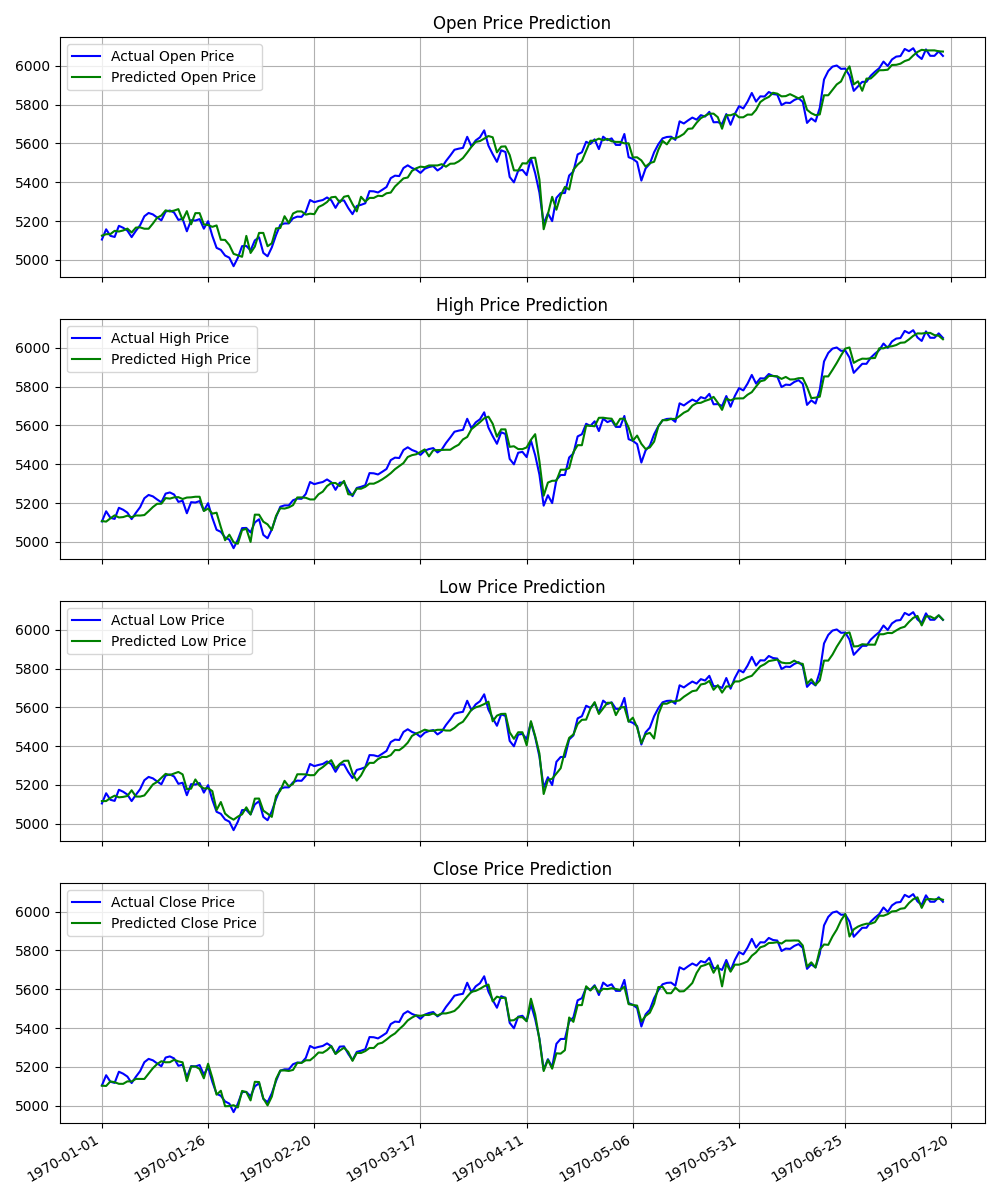 Open Price Prediction
Actual Open Price
Predicted Open Price
6000
5800
5600
5400
5200
5000
High Price Prediction
Actual High Price
Predicted High Price
6000
5800
5600
5400
5200
5000
Low Price Prediction
Actual Low Price
Predicted Low Price
6000
5800
5600
5400
5200
5000
Close Price Prediction
Actual Close Price
Predicted Close Price
6000
5800
5600
5400
5200
5000
1970-01-01
1970-01-26
1970-02-20
1970-03-17
1970-04-11
1970-05-06
1970-05-31
1970-06-25
1970-07-20